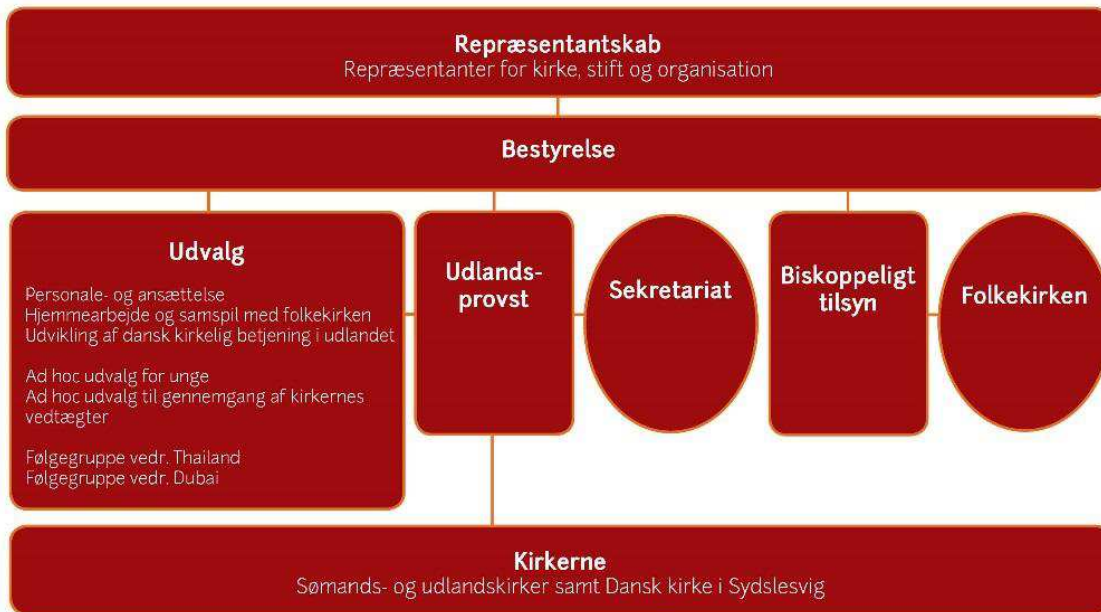 Repræsentantskab
Repræsentanter for kirke, stift og organisation
Bestyrelse
Udvalg
Personale- og ansættelse
Hjemmearbejde og samspil med folkekirken
Udvikling af dansk kirkelig betjening i udlandet
Ad hoc udvalg for unge
Ad hoc udvalg til gennemgang af kirkernes
vedtægter
Følgegruppe vedr. Thailand
Følgegruppe vedr. Dubai
Udlands-
provst
Sekretariat
Biskoppeligt
tilsyn
Folkekirken
Kirkerne
Sømands- og udlandskirker samt Dansk kirke i Sydslesvig